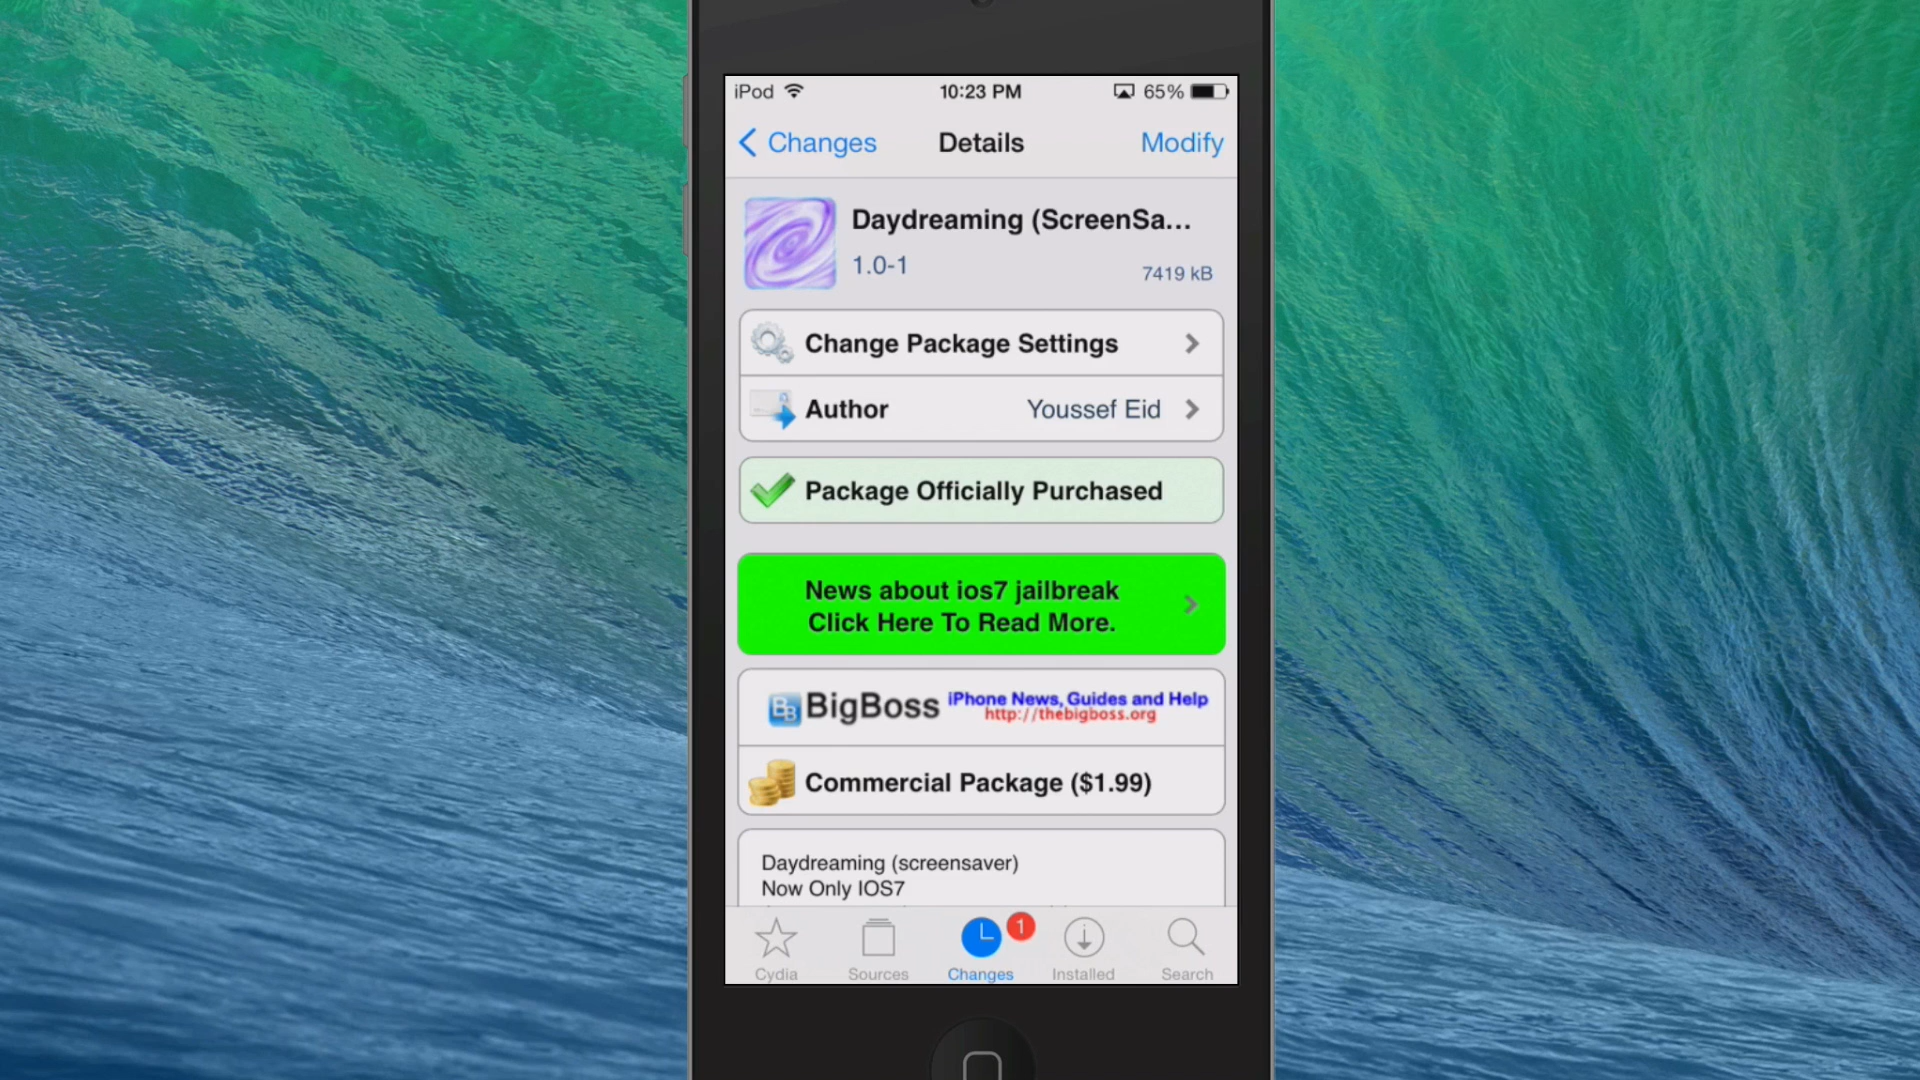 iPod 10:23 PM 65%
Changes Details Modify
Daydreaming (ScreenSa...
1.0-1 7419 kB
Change Package Settings
Author Youssef Eid
Package Officially Purchased
News about ios7 jailbreak
Click Here To Read More.
BB BigBoss iPhone News, Guides and Help
http://thebigboss.org
Commercial Package ($1.99)
Daydreaming (screensaver)
Now Only IOS7
1
Cydia Sources Changes Installed Search